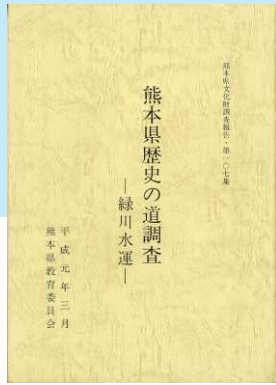 熊本県文化財調査報告・第一〇七集
熊本県歴史の道調査
―緑川水運―
平成元年三月
熊本県教育委員会